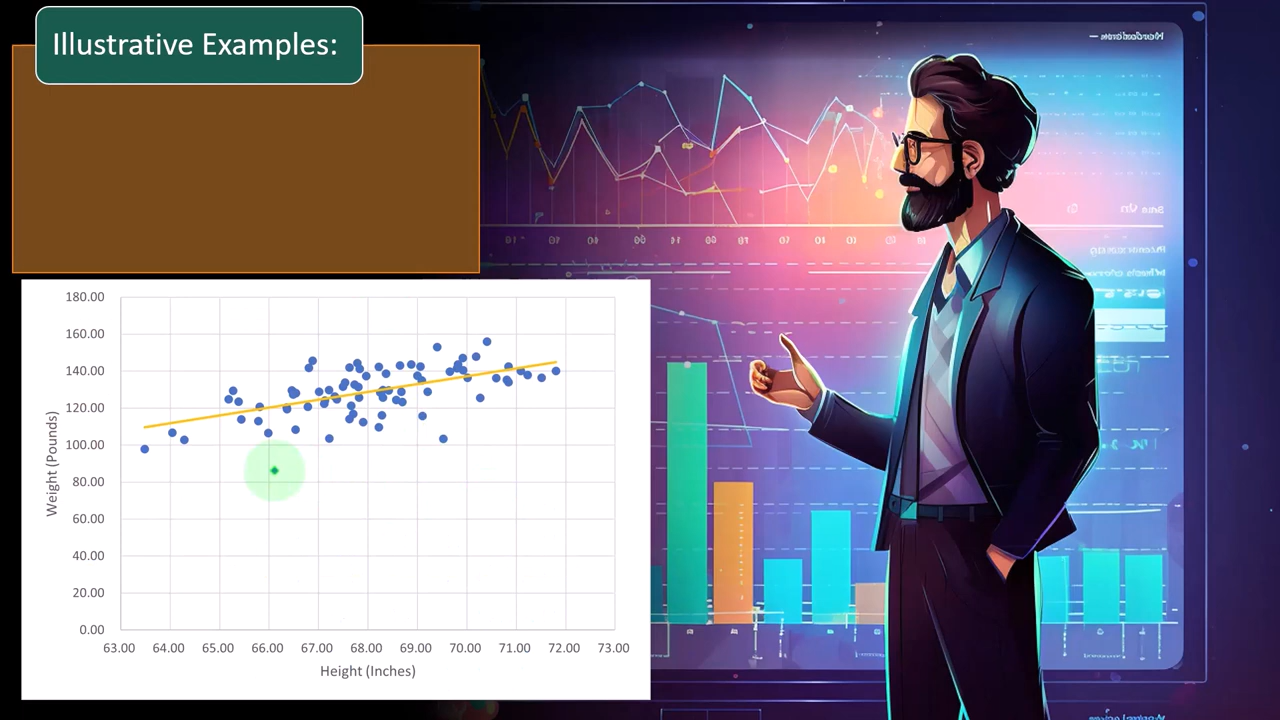 Illustrative Examples:
180.00
160.00
140.00
120.00
100.00
80.00
60.00
40.00
20.00
0.00
Weight (Pounds)
63.00 64.00 65.00 66.00 67.00 68.00 69.00 70.00 71.00 72.00 73.00
Height (Inches)